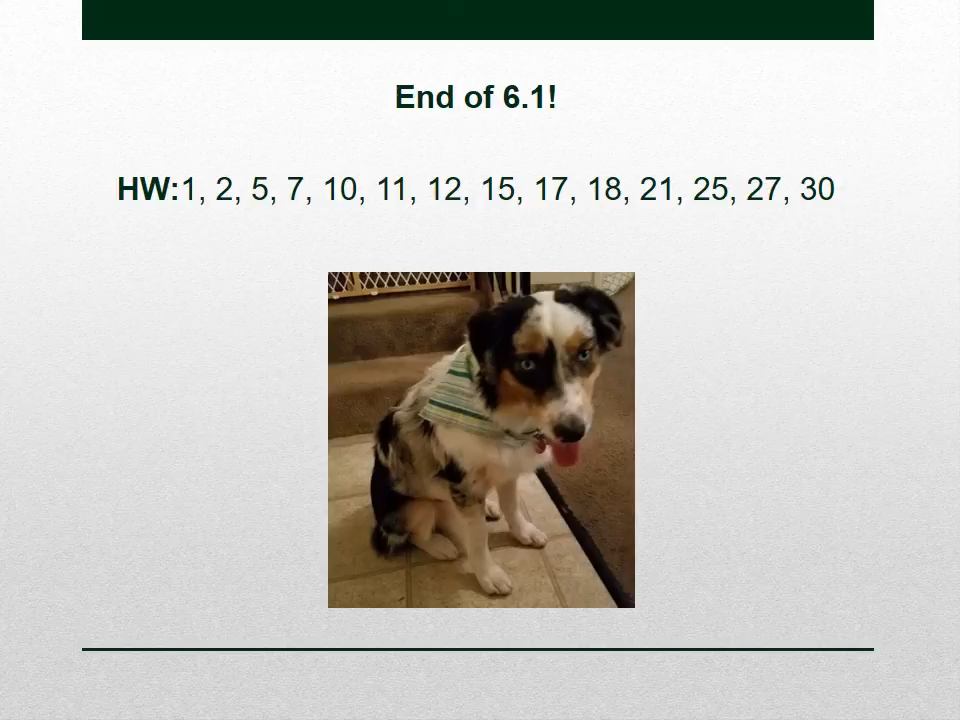 End of 6.1!
HW:1, 2, 5, 7, 10, 11, 12, 15, 17, 18, 21, 25, 27, 30